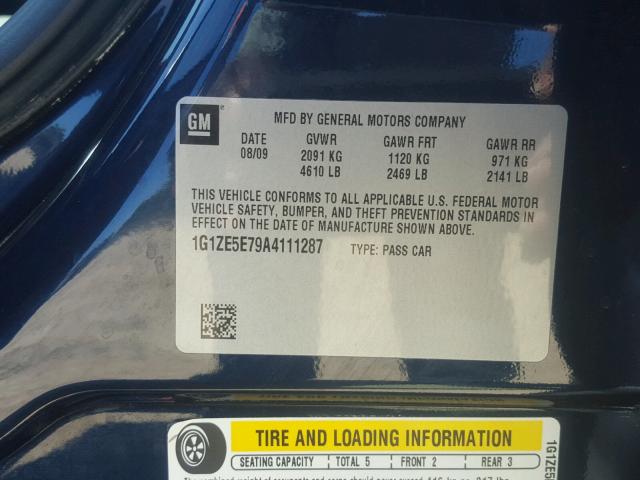 GM
MFD BY GENERAL MOTORS COMPANY
DATE GVWR GAWR FRT GAWR RR
08/09 2091 KG 1120 KG 971 KG
4610 LB 2469 LB 2141 LB
THIS VEHICLE CONFORMS TO ALL APPLICABLE U.S. FEDERAL MOTOR
VEHICLE SAFETY, BUMPER, AND THEFT PREVENTION STANDARDS IN
EFFECT ON THE DATE OF MANUFACTURE SHOWN ABOVE.
1G1ZE5E79A4111287 TYPE: PASS CAR
TIRE AND LOADING INFORMATION
SEATING CAPACITY TOTAL 5 FRONT 2 REAR 3
1G1ZE5